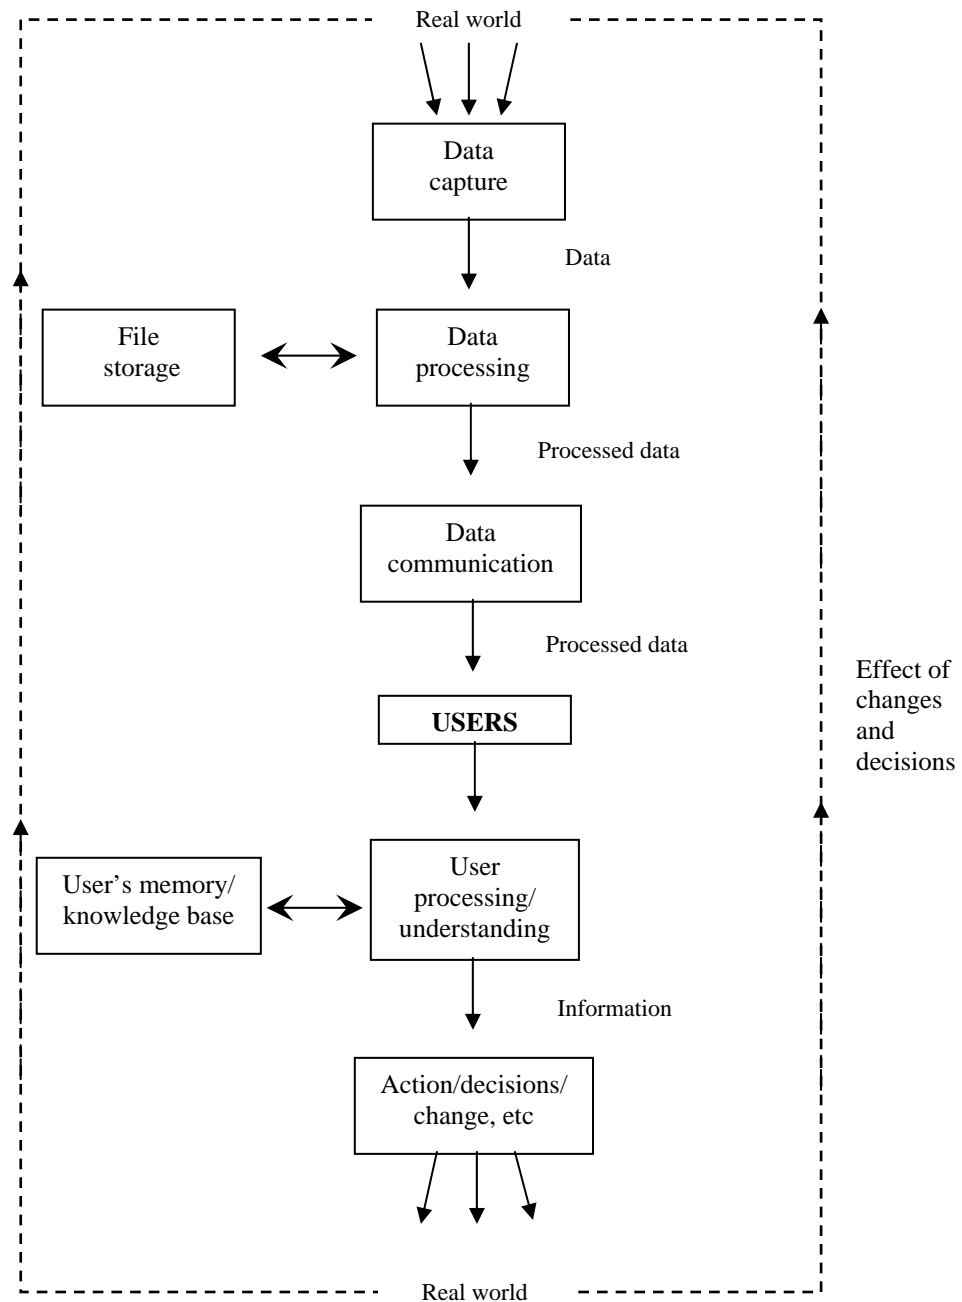 Real world
Data
capture
Data
File
storage
Data
processing
Processed data
Data
communication
Processed data
USERS
Effect of
changes
and
decisions
User's memory/
knowledge base
User
processing/
understanding
Information
Action/decisions/
change, etc
Real world